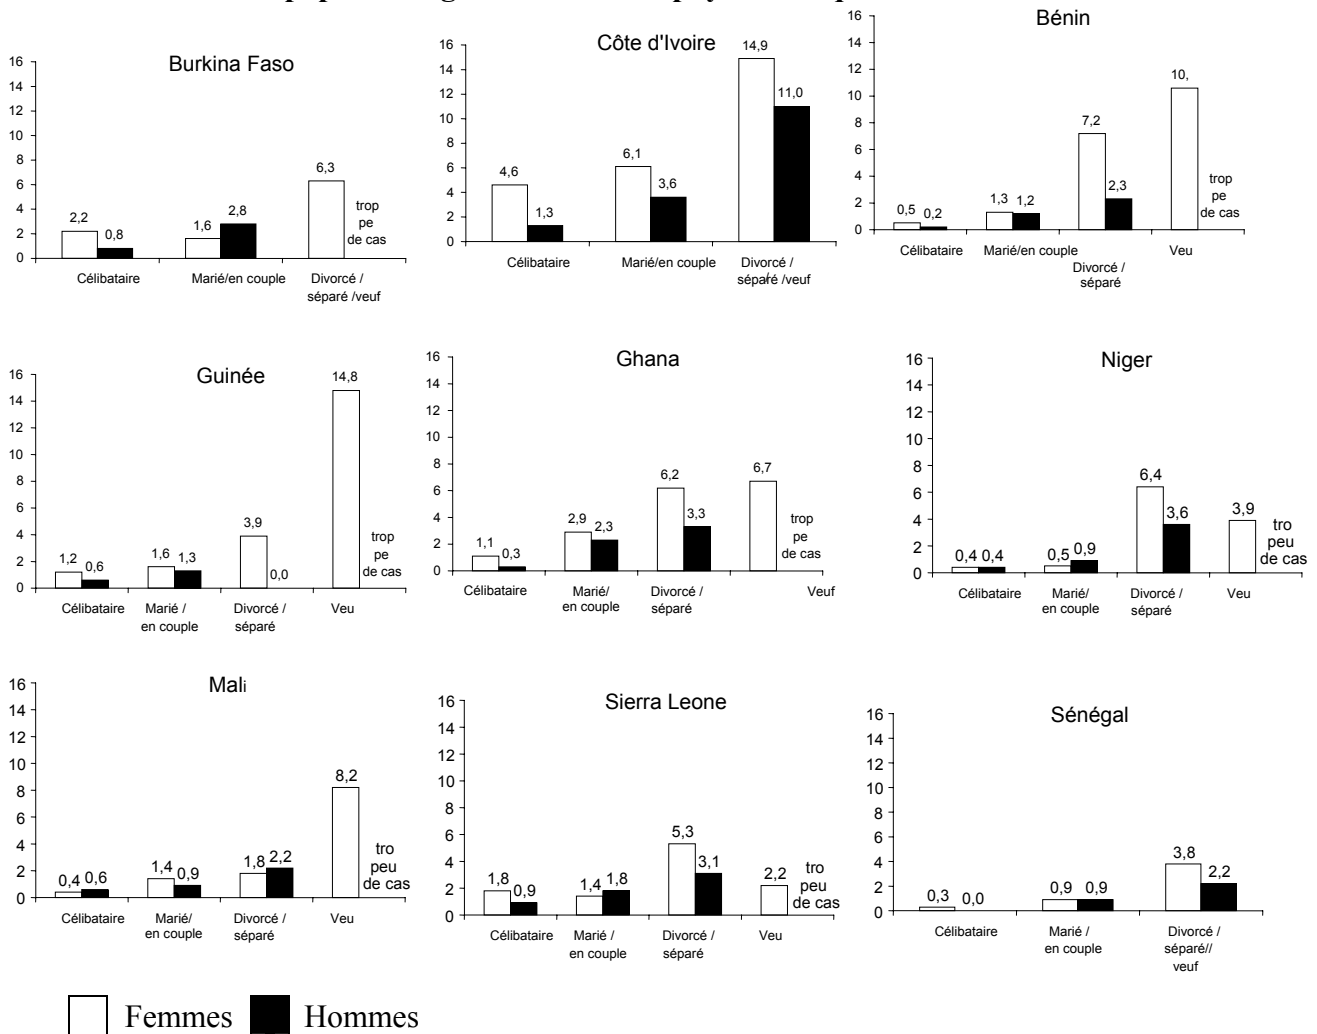 Burkina Faso
16
14
12
10
8
6
4
2
0
2,2
0,8
1,6
2,8
6,3
trop
pe
de cas
Célibataire
Marié/en couple
Divorcé /
séparé /veuf
Côte d'Ivoire
16
14
12
10
8
6
4
2
0
4,6
1,3
6,1
3,6
14,9
11,0
Célibataire
Marié/en couple
Divorcé /
séparé /veuf
Bénin
16
14
12
10
8
6
4
2
0
0,5
0,2
1,3
1,2
7,2
2,3
10,
trop
pe
de cas
Célibataire
Marié/en couple
Divorcé /
séparé
Veu
Guinée
16
14
12
10
8
6
4
2
0
1,2
0,6
1,6
1,3
3,9
0,0
14,8
trop
pe
de cas
Célibataire
Marié /
en couple
Divorcé /
séparé
Veu
Ghana
16
14
12
10
8
6
4
2
0
1,1
0,3
2,9
2,3
6,2
3,3
6,7
trop
pe
de cas
Célibataire
Marié/
en couple
Divorcé /
séparé
Veuf
Niger
16
14
12
10
8
6
4
2
0
0,4
0,4
0,5
0,9
6,4
3,6
3,9
tro
peu
de cas
Célibataire
Marié/
en couple
Divorcé /
séparé
Veu
Mali
16
14
12
10
8
6
4
2
0
0,4
0,6
1,4
0,9
1,8
2,2
8,2
tro
peu
de cas
Célibataire
Marié/
en couple
Divorcé /
séparé
Veu
Sierra Leone
16
14
12
10
8
6
4
2
0
1,8
0,9
1,4
1,8
5,3
3,1
2,2
tro
peu
de cas
Célibataire
Marié /
en couple
Divorcé /
séparé
Veu
Sénégal
16
14
12
10
8
6
4
2
0
0,3
0,0
0,9
0,9
3,8
2,2
Célibataire
Marié /
en couple
Divorcé /
séparé//
veuf
Femmes
Hommes